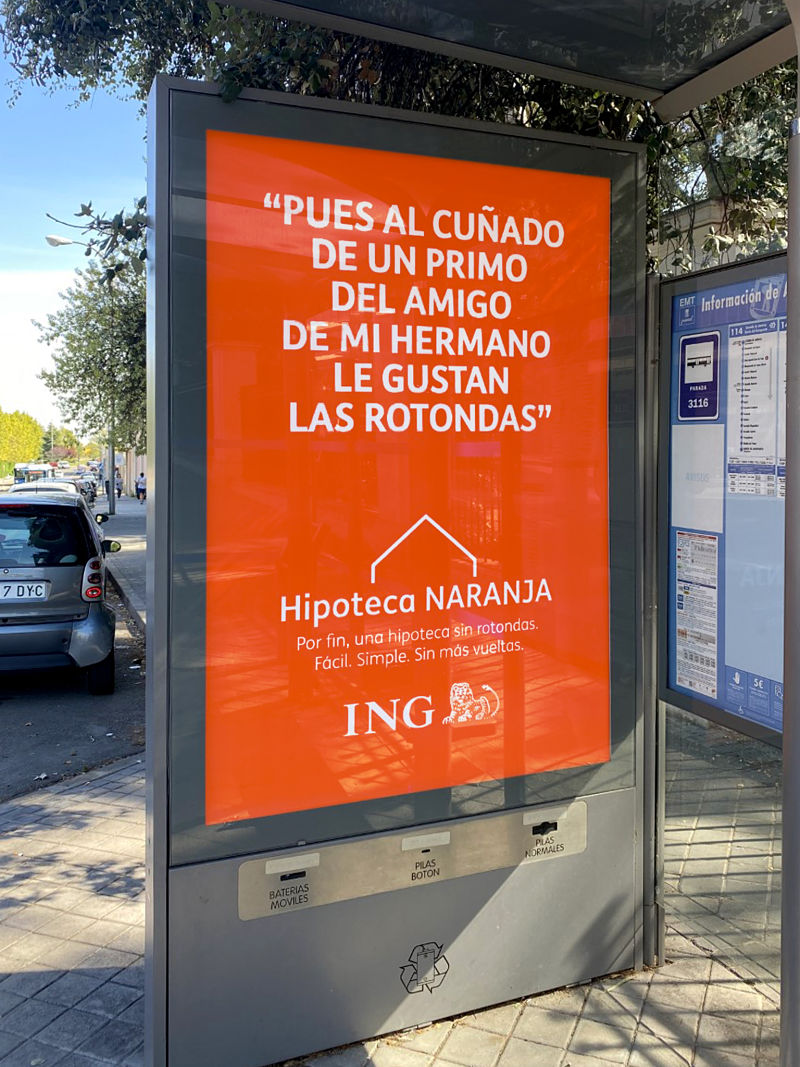 “PUES AL CUÑADO
DE UN PRIMO
DEL AMIGO
DE MI HERMANO
LE GUSTAN
LAS ROTONDAS”
Hipoteca NARANJA
Por fin, una hipoteca sin rotondas.
Fácil. Simple. Sin más vueltas.
ING
BATERIAS
MOVILES
PILAS
BOTON
PILAS
NORMALES
EMT
Información de
PARADA
3116
114
AVISOS
5€
7 DYC